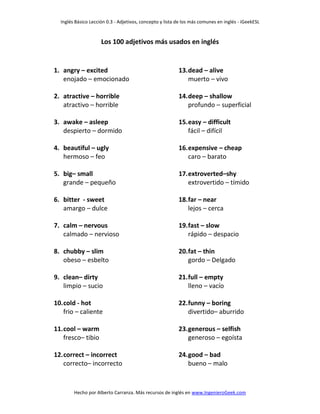 Inglés Básico Lección 0.3 - Adjetivos, concepto y lista de los más comunes en inglés - IGeekESL
Los 100 adjetivos más usados en inglés
1. angry – excited
enojado – emocionado
2. atractive – horrible
atractivo – horrible
3. awake – asleep
despierto – dormido
4. beautiful – ugly
hermoso – feo
5. big– small
grande – pequeño
6. bitter - sweet
amargo – dulce
7. calm – nervous
calmado – nervioso
8. chubby – slim
obeso – esbelto
9. clean– dirty
limpio – sucio
10. cold - hot
frio – caliente
11. cool – warm
fresco– tibio
12. correct – incorrect
correcto– incorrecto
13. dead – alive
muerto – vivo
14. deep – shallow
profundo – superficial
15. easy – difficult
fácil – difícil
16. expensive – cheap
caro – barato
17. extroverted–shy
extrovertido – tímido
18. far – near
lejos – cerca
19. fast – slow
rápido – despacio
20. fat – thin
gordo – Delgado
21. full – empty
lleno – vacío
22. funny – boring
divertido– aburrido
23. generous – selfish
generoso – egoísta
24. good – bad
bueno – malo
Hecho por Alberto Carranza. Más recursos de inglés en www.IngenieroGeek.com